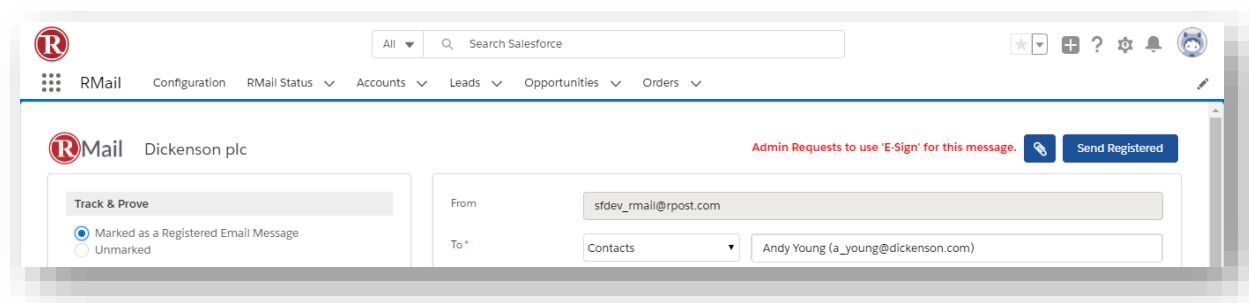 R
All Search Salesforce
RMail Configuration RMail Status Accounts Leads Opportunities Orders
RMail Dickenson plc Admin Requests to use 'E-Sign' for this message. Send Registered
Track & Prove
Marked as a Registered Email Message
Unmarked
From sfdev_rmail@rpost.com
To* Contacts Andy Young (a_young@dickenson.com)